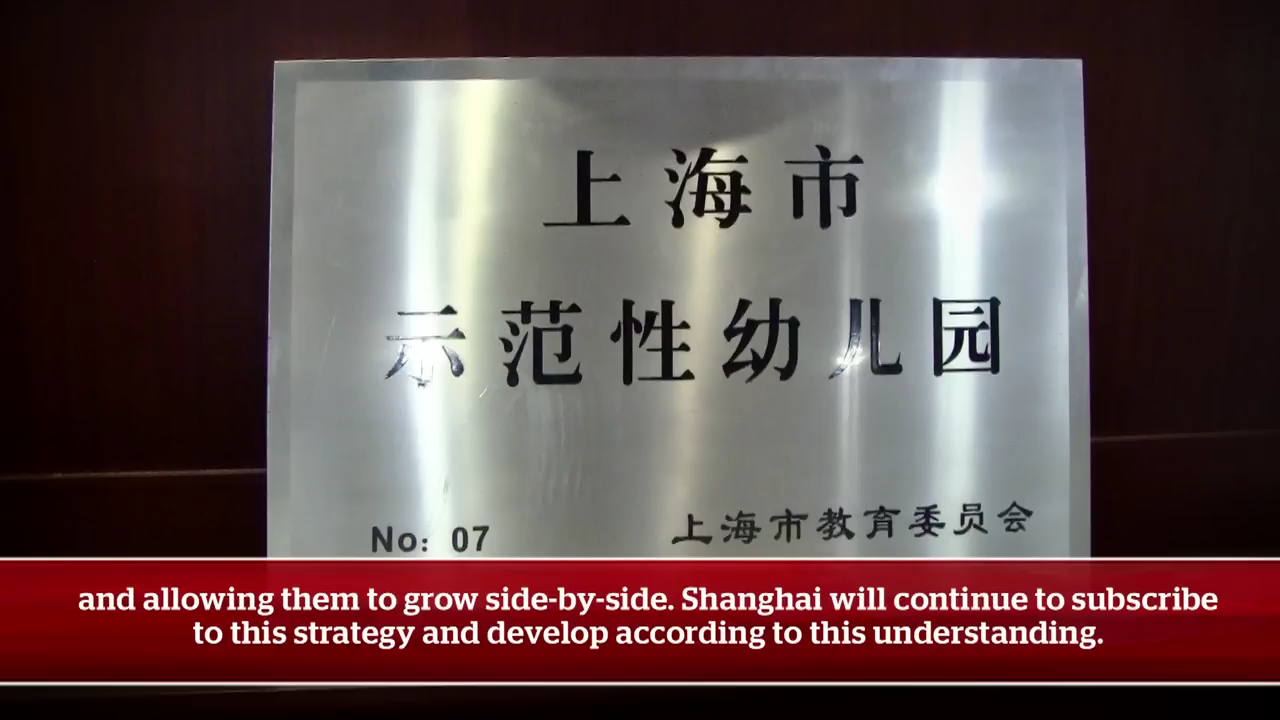 上海市
示范性幼儿园
No: 07 上海市教育委员会
and allowing them to grow side-by-side. Shanghai will continue to subscribe
to this strategy and develop according to this understanding.